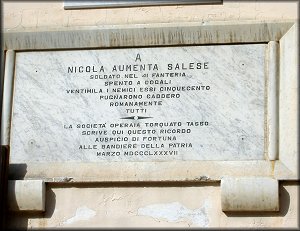 A
NICOLA AUMENTA SALESE
SOLDATO NEL 41 FANTERIA
SPENTO A DOGALI
VENTIMILA I NEMICI ESSI CINQUECENTO
PUGNARONO CADDERO
ROMANAMENTE
TUTTI
LA SOCIETÀ OPERAIA TORQUATO TASSO
SCRIVE QUI QUESTO RICORDO
AUSPICIO DI FORTUNA
ALLE BANDIERE DELLA PATRIA
MARZO MDCCCLXXXVII